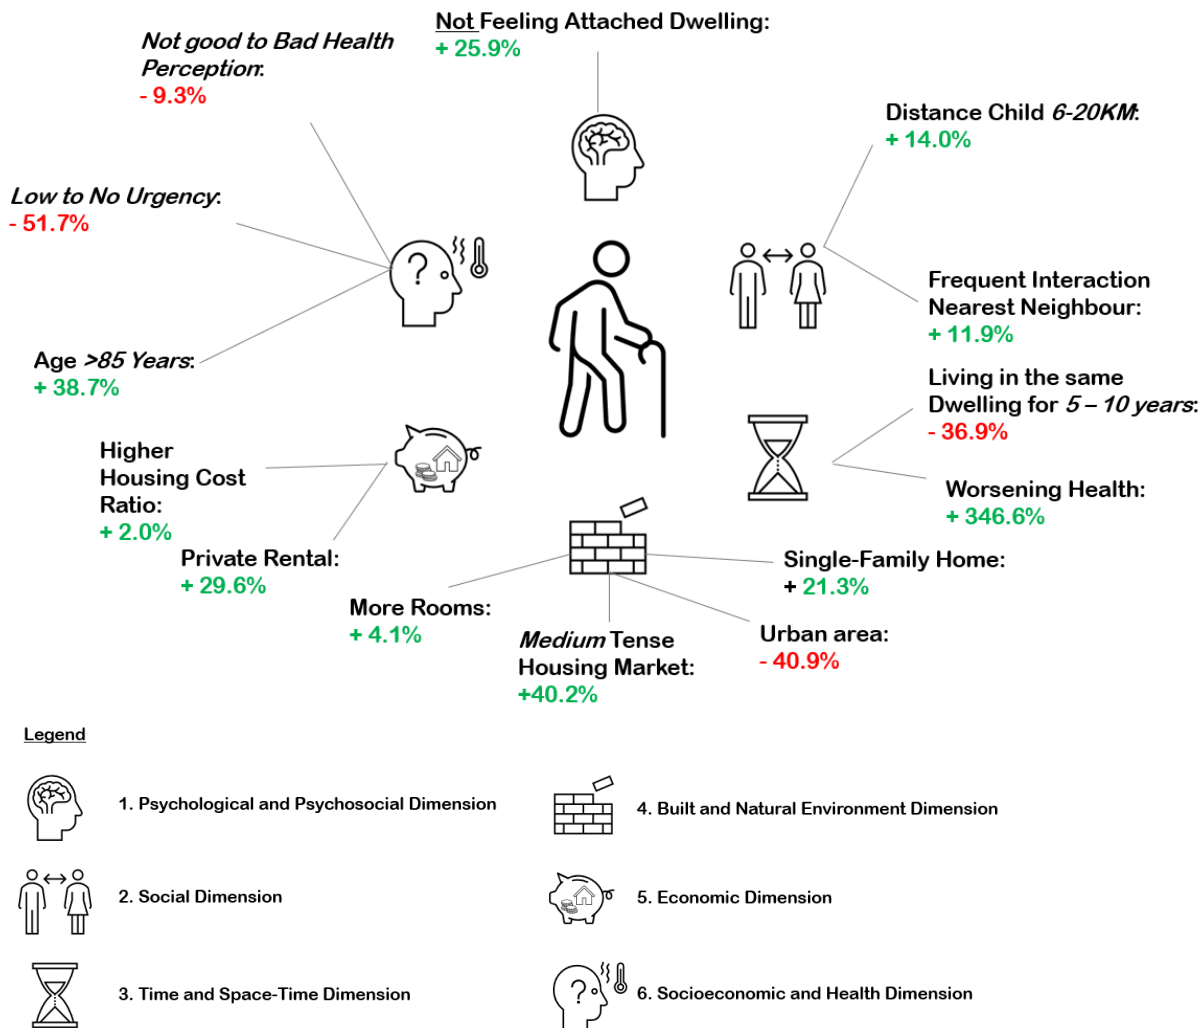 Not Feeling Attached Dwelling:
+ 25.9%
Not good to Bad Health
Perception:
- 9.3%
Distance Child 6-20KM:
+ 14.0%
Low to No Urgency:
- 51.7%
Frequent Interaction
Nearest Neighbour:
+ 11.9%
Age >85 Years:
+ 38.7%
Living in the same
Dwelling for 5 – 10 years:
- 36.9%
Higher
Housing Cost
Ratio:
+ 2.0%
Worsening Health:
+ 346.6%
Private Rental:
+ 29.6%
Single-Family Home:
+ 21.3%
More Rooms:
+ 4.1%
Medium Tense
Housing Market:
+40.2%
Urban area:
- 40.9%
Legend
1. Psychological and Psychosocial Dimension
2. Social Dimension
3. Time and Space-Time Dimension
4. Built and Natural Environment Dimension
5. Economic Dimension
6. Socioeconomic and Health Dimension